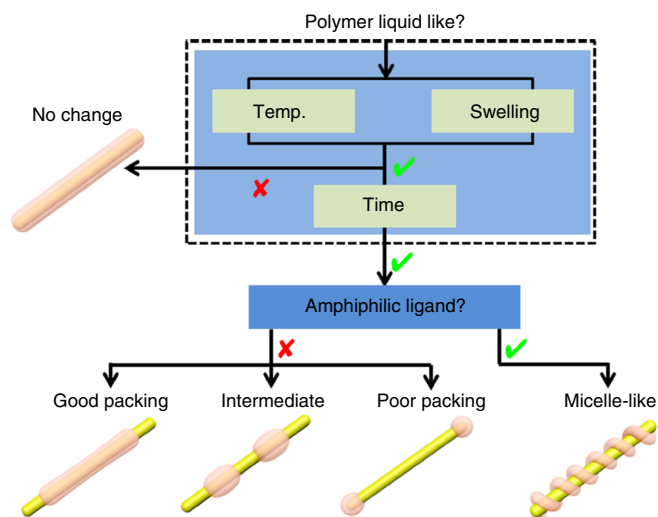 Polymer liquid like?
Temp.
Swelling
No change
Time
Amphiphilic ligand?
Good packing
Intermediate
Poor packing
Micelle-like